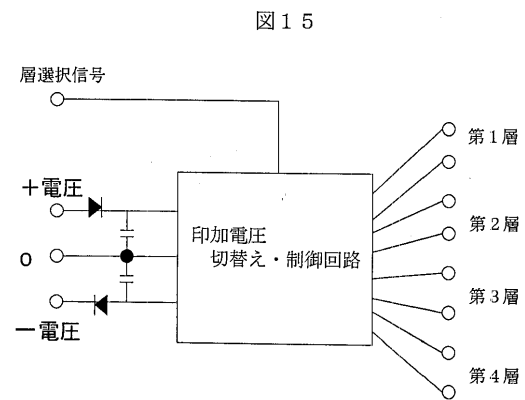 図１５
層選択信号
＋電圧
０
－電圧
印加電圧
切替え・制御回路
第１層
第２層
第３層
第４層